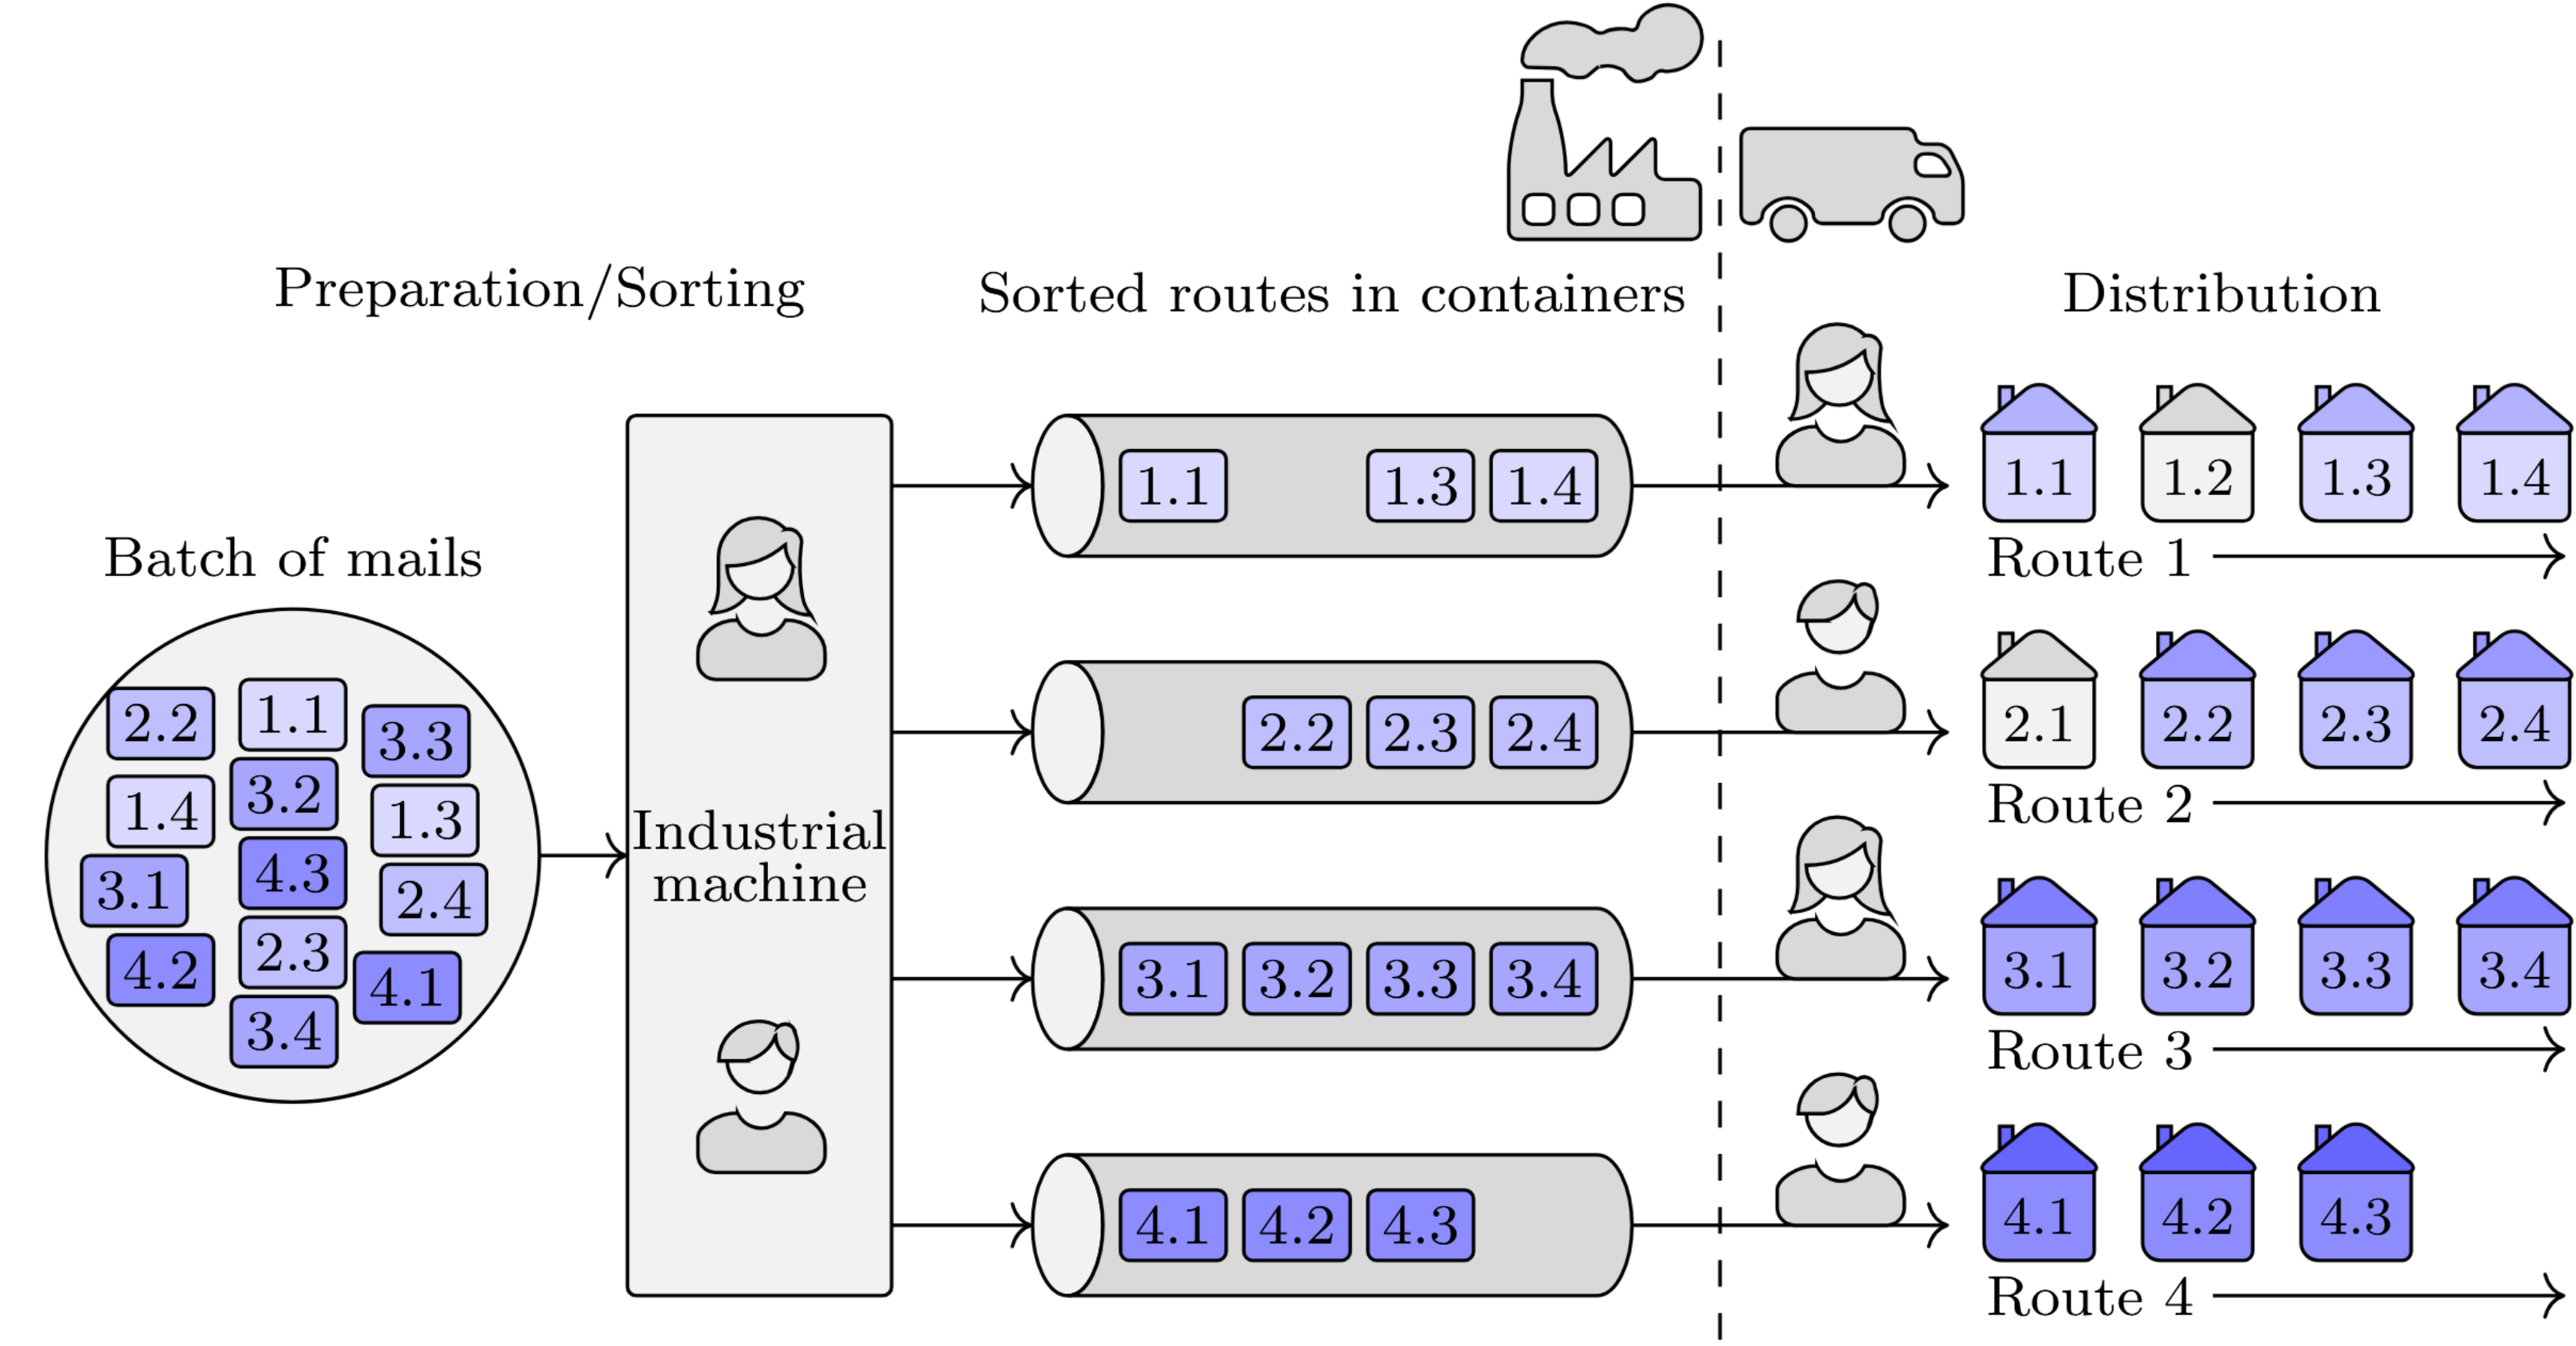 Preparation/Sorting
Sorted routes in containers
Distribution
Batch of mails
2.2
1.1
3.3
1.4
3.2
1.3
3.1
4.3
2.4
4.2
2.3
4.1
3.4
Industrial
machine
1.1 1.3 1.4
2.2 2.3 2.4
3.1 3.2 3.3 3.4
4.1 4.2 4.3
1.1 1.2 1.3 1.4
Route 1
2.1 2.2 2.3 2.4
Route 2
3.1 3.2 3.3 3.4
Route 3
4.1 4.2 4.3
Route 4